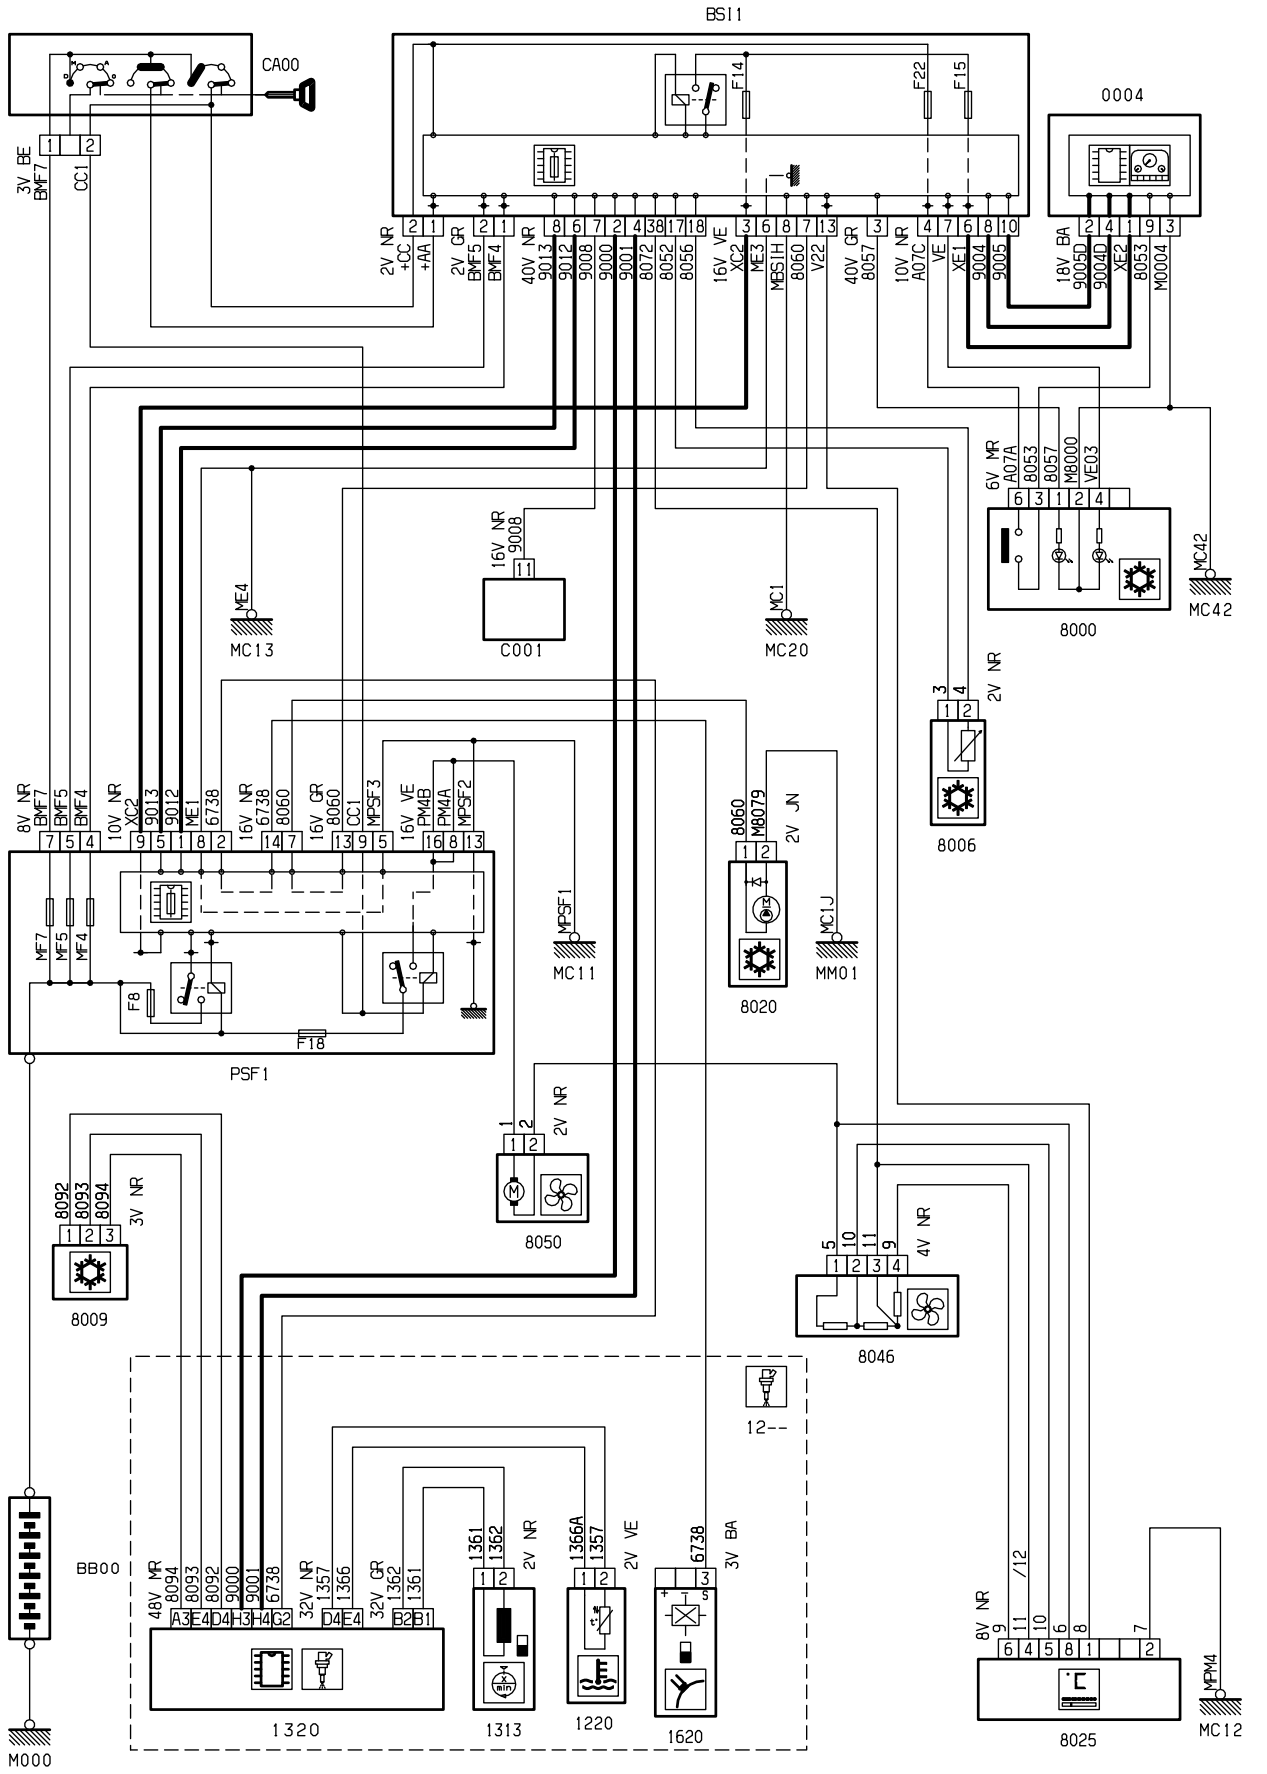 BSI1
CA00
D M A O
1 2
3V BE
BMF7
CC1
F14
F22
F15
0004
2 1 2 1 8 6 7 2 4 38 17 18 3 6 8 7 13 3 4 7 6 8 10
2V NR
+CC
+AA
2V GR
BMF5
BMF4
40V NR
9013
9012
9008
9000
9001
8072
8052
8056
16V VE
XC2
ME3
MBSIH
8060
V22
40V GR
8057
10V NR
A07C
VE
XE1
9004
9005
2 4 1 9 3
18V BA
9005D
9004D
XE2
8053
M0004
6V MR
A07A
8053
8057
M8000
VE03
6 3 1 2 4
8000
MC42
MC42
16V NR
9008
11
C001
ME4
MC13
MC1
MC20
3
4
2V NR
1 2
8006
8V NR
BMF7
BMF5
BMF4
10V NR
XC2
9013
9012
ME1
6738
16V NR
6738
8060
16V GR
8060
CC1
MPSF3
16V VE
PM4B
PM4A
MPSF2
7 5 4 9 5 1 8 2 14 7 13 9 5 16 8 13
MF7
MF5
MF4
F8
F18
PSF1
MPSF1
MC11
8060
M8079
2V JN
1 2
M
8020
MC1J
MM01
1
2
2V NR
1 2
M
8050
8092
8093
8094
3V NR
1 2 3
8009
5
10
11
9
4V NR
1 2 3 4
8046
12--
BB00
M000
48V MR
8094
8093
8092
9000
9001
6738
32V NR
1357
1366
32V GR
1362
1361
A3 E4 D4 H3 H4 G2 D4 E4 B2 B1
1320
1361
1362
2V NR
1 2
x
min
1313
1366A
1357
2V VE
1 2
t°
1220
6738
3V BA
3
+ − S
1620
8V NR
9
11
/12
10
6
8
7
6 4 5 8 1 2
°C
8025
MPM4
MC12